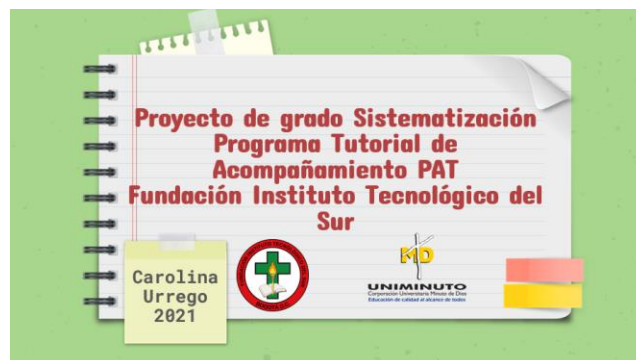 Proyecto de grado Sistematización
Programa Tutorial de
Acompañamiento PAT
Fundación Instituto Tecnológico del
Sur
Carolina
Urrego
2021
MD
UNIMINUTO
Corporación Universitaria Minuto de Dios
Educación de calidad al alcance de todos